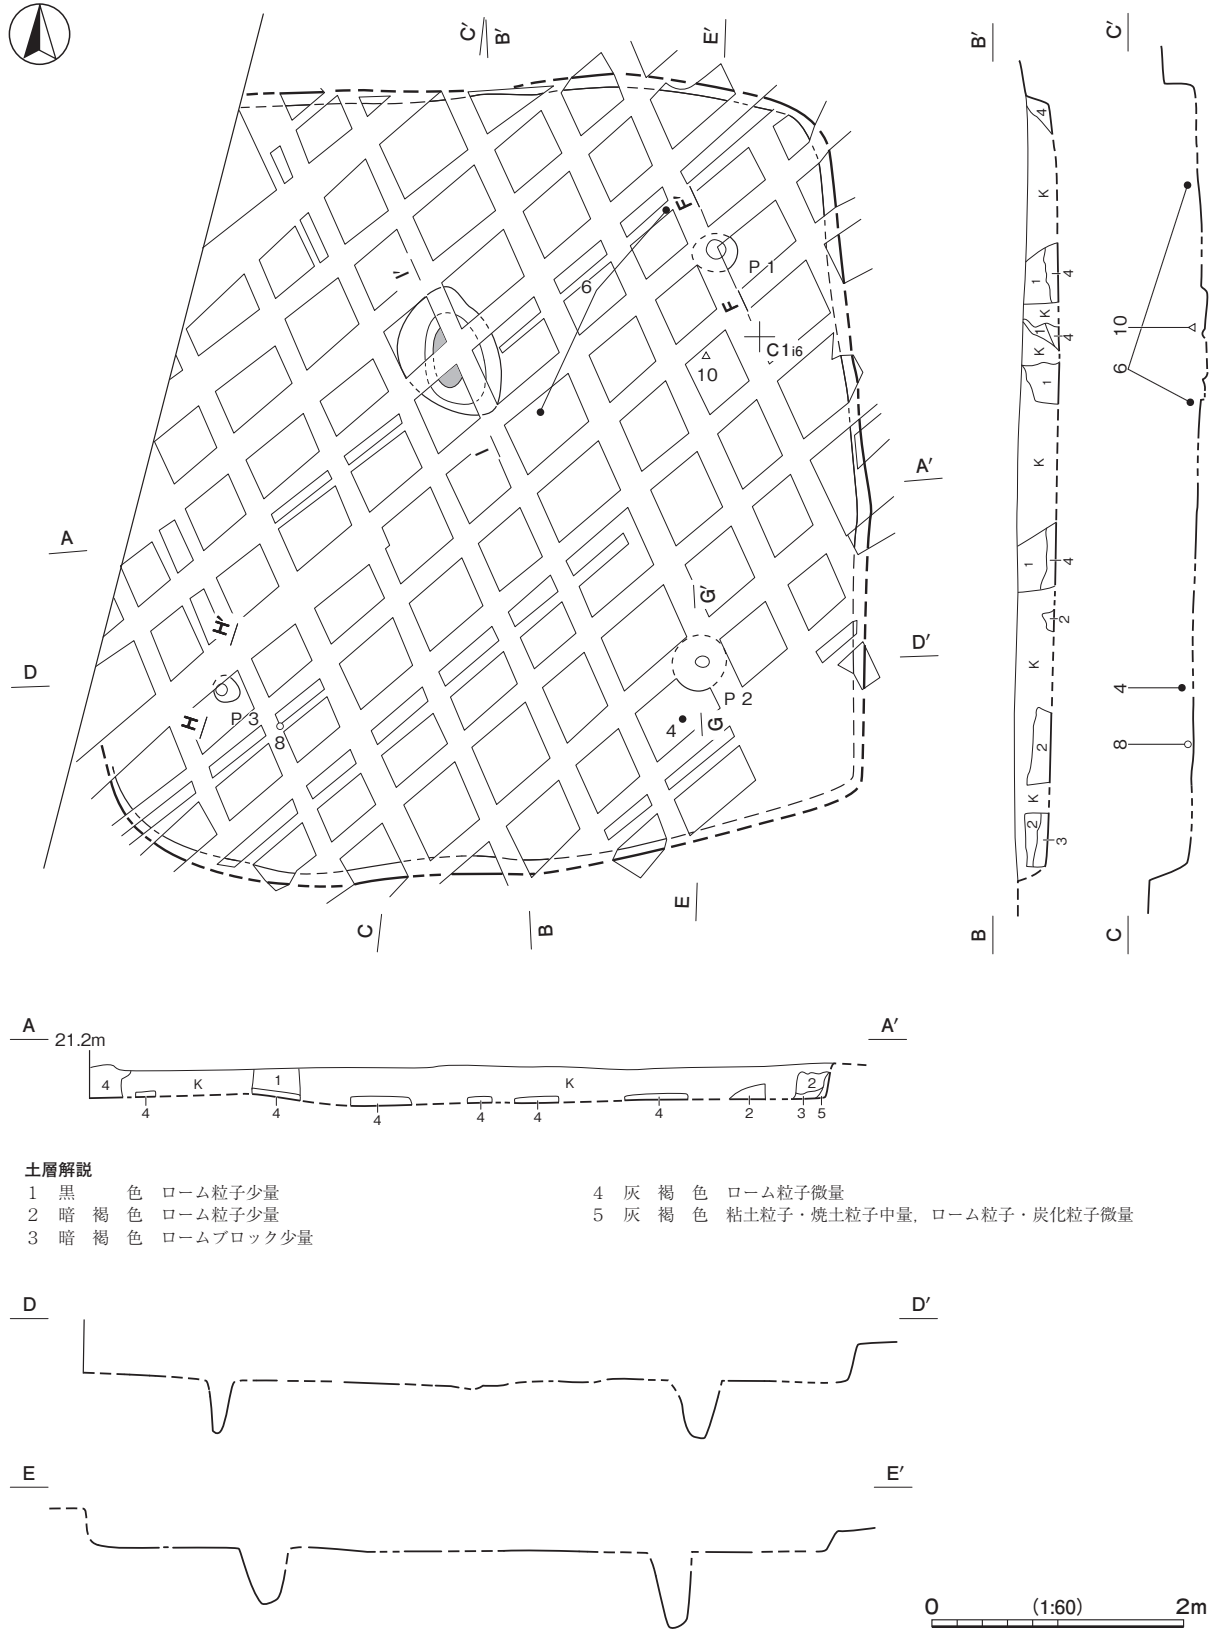 C′
B′
E′
F′
P 1
F
6
I′
C1i6
10
I
A′
A
G′
H′
D′
D
P 2
H
P 3
8
4
G
C
B
E
B′
4
K
1
4
K
1
4
K
1
K
1
4
2
K
2
K
2
3
B
C′
10
6
4
8
C
A
21.2m
A′
4
K
1
K
2
4
4
4
4
4
4
2
3
5
土層解説
1 黒 色 ローム粒子少量
2 暗 褐 色 ローム粒子少量
3 暗 褐 色 ロームブロック少量
4 灰 褐 色 ローム粒子微量
5 灰 褐 色 粘土粒子・焼土粒子中量，ローム粒子・炭化粒子微量
D
D′
E
E′
0 (1:60) 2m